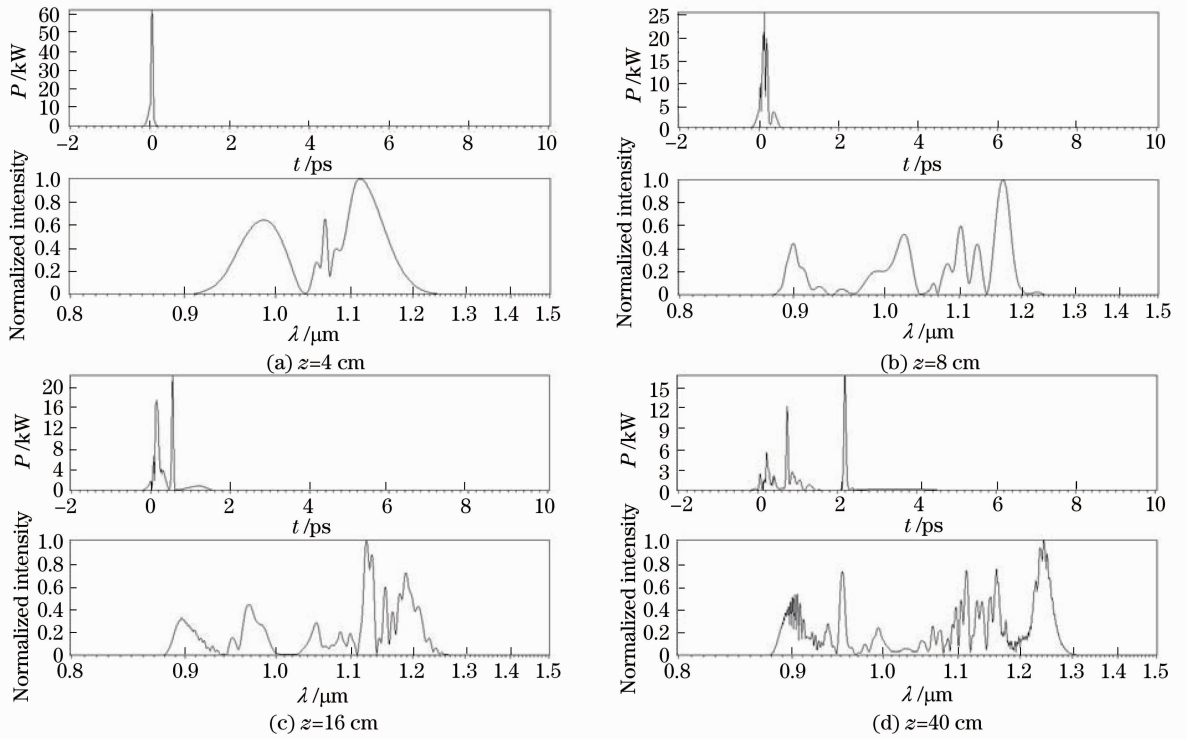 P /kW
60
50
40
30
20
10
0
−2 0 2 4 6 8 10
t /ps
Normalized intensity
1.0
0.8
0.6
0.4
0.2
0
0.8 0.9 1.0 1.1 1.2 1.3 1.4 1.5
λ /μm
(a) z=4 cm
P /kW
25
20
15
10
5
0
−2 0 2 4 6 8 10
t /ps
Normalized intensity
1.0
0.8
0.6
0.4
0.2
0
0.8 0.9 1.0 1.1 1.2 1.3 1.4 1.5
λ /μm
(b) z=8 cm
P /kW
20
16
12
8
4
0
−2 0 2 4 6 8 10
t /ps
Normalized intensity
1.0
0.8
0.6
0.4
0.2
0
0.8 0.9 1.0 1.1 1.2 1.3 1.4 1.5
λ /μm
(c) z=16 cm
P /kW
15
12
9
6
3
0
−2 0 2 4 6 8 10
t /ps
Normalized intensity
1.0
0.8
0.6
0.4
0.2
0
0.8 0.9 1.0 1.1 1.2 1.3 1.4 1.5
λ /μm
(d) z=40 cm